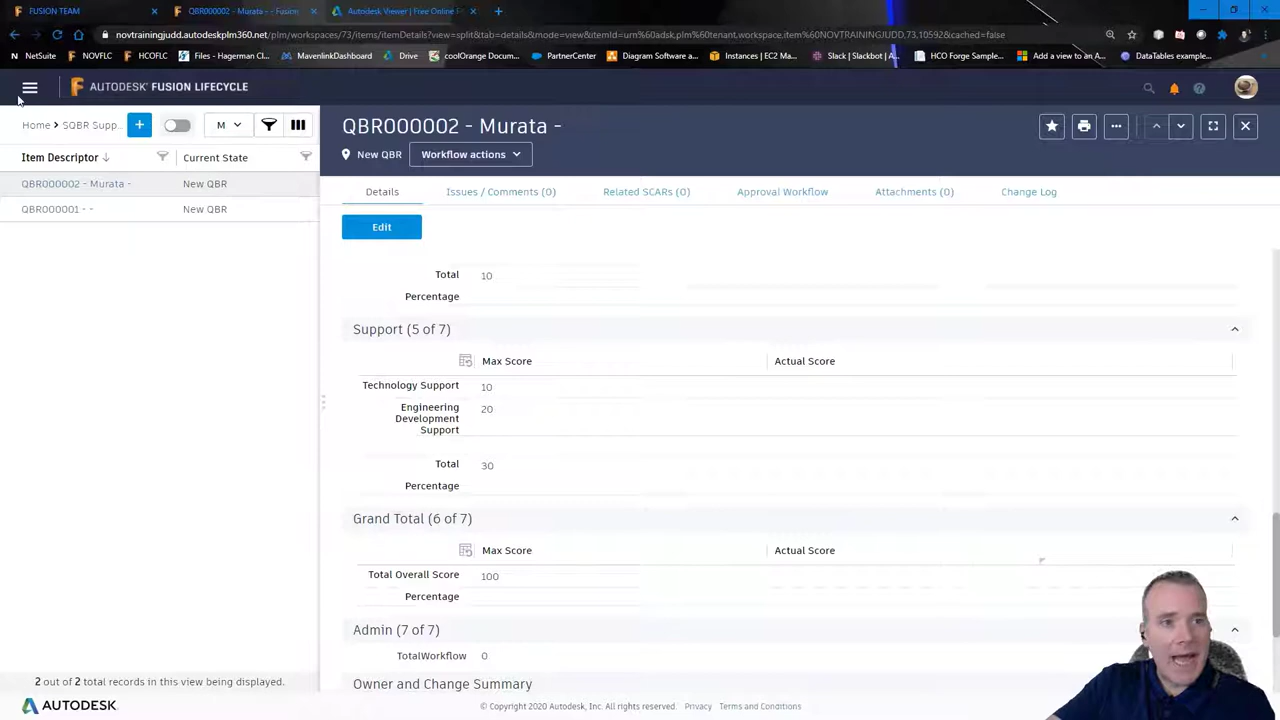 FUSION TEAM
QBR000002 - Murata - - Fusion
Autodesk Viewer | Free Online F
novtrainingjudd.autodeskplm360.net/plm/workspaces/73/items/itemDetails?view=split&tab=details&mode=view&itemId=urn%60adsk,plm%60tenant,workspace,item%60NOVTRAININGJUDD,73,10592&cached=false
NetSuite
NOVFLC
HCOFLC
Files - Hagerman Cl...
MavenlinkDashboard
Drive
coolOrange Docum...
PartnerCenter
Diagram Software a...
Instances | EC2 Ma...
Slack | Slackbot | A...
HCO Forge Sample...
Add a view to an A...
DataTables example...
AUTODESK® FUSION LIFECYCLE
Home > SQBR Supp...
M
Item Descriptor
Current State
QBR000002 - Murata -
New QBR
QBR000001 - -
New QBR
2 out of 2 total records in this view being displayed.
QBR000002 - Murata -
New QBR
Workflow actions
Details
Issues / Comments (0)
Related SCARs (0)
Approval Workflow
Attachments (0)
Change Log
Edit
Total 10
Percentage
Support (5 of 7)
Max Score Actual Score
Technology Support 10
Engineering 20
Development
Support
Total 30
Percentage
Grand Total (6 of 7)
Max Score Actual Score
Total Overall Score 100
Percentage
Admin (7 of 7)
TotalWorkflow 0
Owner and Change Summary
AUTODESK
© Copyright 2020 Autodesk, Inc. All rights reserved. Privacy Terms and Conditions